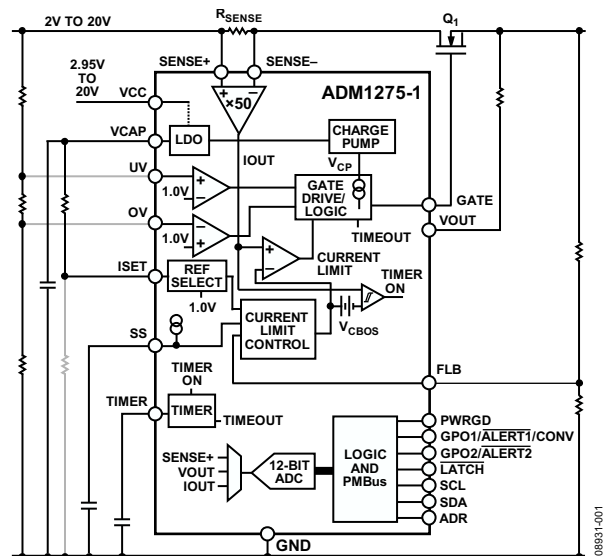 RSENSE
Q1
2V TO 20V
SENSE+
SENSE–
2.95V
TO
20V
VCC
ADM1275-1
+ –
×50
VCAP
LDO
CHARGE
PUMP
IOUT
VCP
UV
+
–
1.0V
GATE
DRIVE/
LOGIC
GATE
OV
–
+
1.0V
VOUT
TIMEOUT
+
–
CURRENT
LIMIT
ISET
REF
SELECT
1.0V
TIMER
ON
SS
CURRENT
LIMIT
CONTROL
VCBOS
FLB
TIMER
ON
TIMER
TIMER
TIMEOUT
PWRGD
GPO1/ALERT1/CONV
GPO2/ALERT2
LATCH
SCL
SDA
ADR
SENSE+
VOUT
IOUT
12-BIT
ADC
LOGIC
AND
PMBus
GND
08931-001